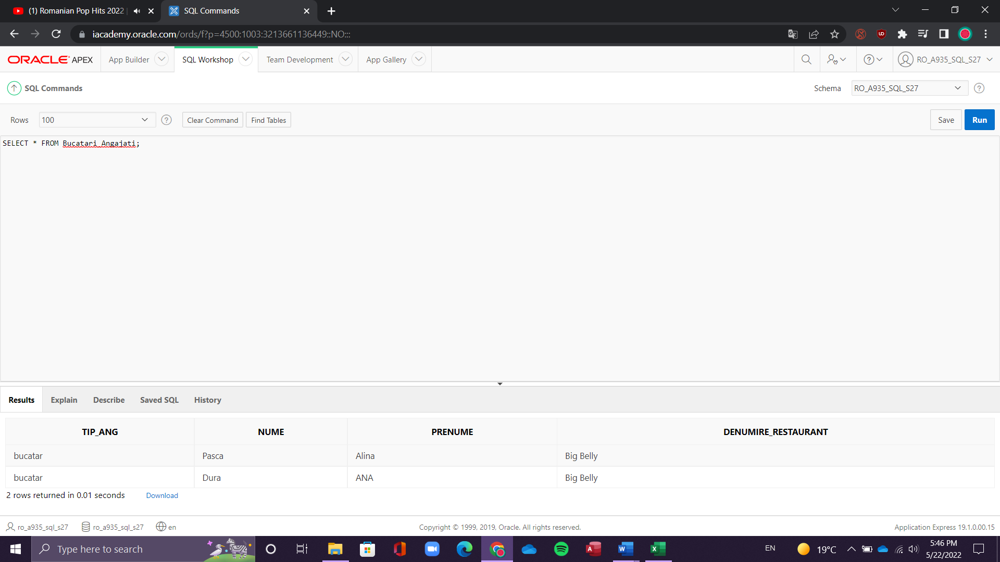 (1) Romanian Pop Hits 2022
SQL Commands
iacademy.oracle.com/ords/f?p=4500:1003:3213661136449::NO:::
ORACLE APEX
App Builder
SQL Workshop
Team Development
App Gallery
RO_A935_SQL_S27
SQL Commands
Schema
RO_A935_SQL_S27
Rows
100
Clear Command
Find Tables
Save
Run
SELECT * FROM Bucatari_Angajati;
Results
Explain
Describe
Saved SQL
History
TIP_ANG NUME PRENUME DENUMIRE_RESTAURANT
bucatar Pasca Alina Big Belly
bucatar Dura ANA Big Belly
2 rows returned in 0.01 seconds
Download
ro_a935_sql_s27
ro_a935_sql_s27
en
Copyright © 1999, 2019, Oracle. All rights reserved.
Application Express 19.1.0.00.15
Type here to search
EN
19°C
5:46 PM
5/22/2022